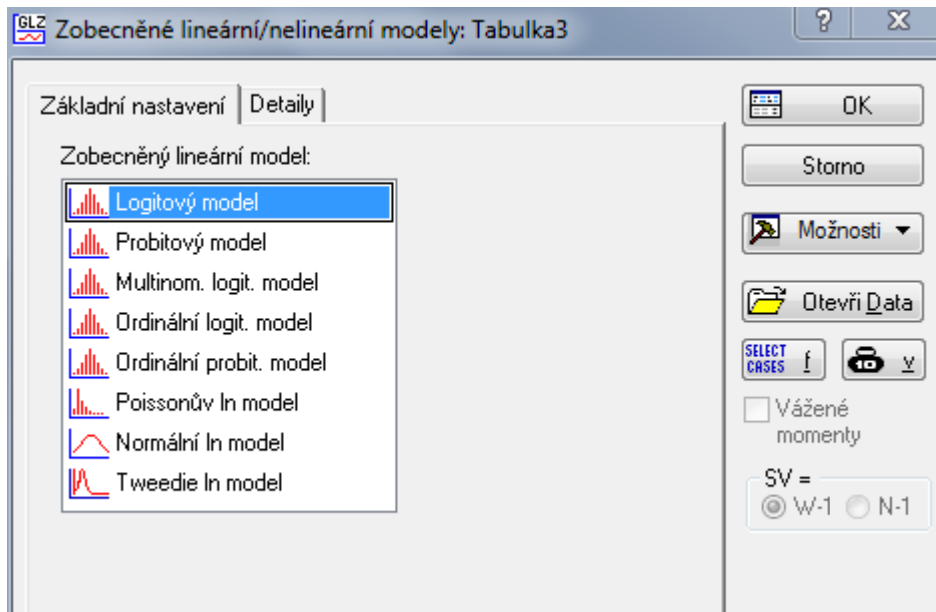 GLZ Zobecněné lineární/nelineární modely: Tabulka3
Základní nastavení Detaily
Zobecněný lineární model:
Logitový model
Probitový model
Multinom. logit. model
Ordinální logit. model
Ordinální probit. model
Poissonův ln model
Normální ln model
Tweedie ln model
OK
Storno
Možnosti
Otevři Data
SELECT CASES f v
Vážené
momenty
SV =
W-1 N-1